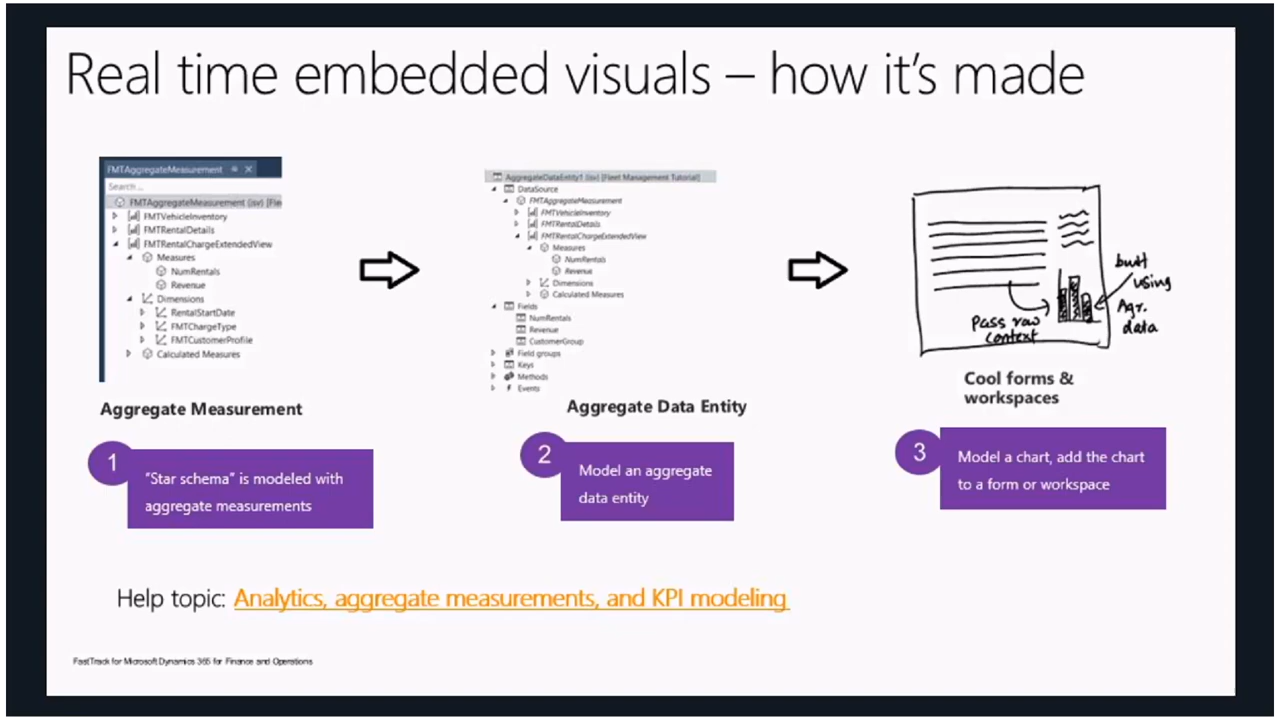 Real time embedded visuals – how it's made
FMTAggregateMeasurement
Search...
FMTAggregateMeasurement (isv) [Fle
FMTVehicleInventory
FMTRentalDetails
FMTRentalChargeExtendedView
Measures
NumRentals
Revenue
Dimensions
RentalStartDate
FMTChargeType
FMTCustomerProfile
Calculated Measures
Aggregate Measurement
1
"Star schema" is modeled with
aggregate measurements
AggregateDataEntity1 (isv) [Fleet Management Tutorial]
DataSource
FMTAggregateMeasurement
FMTVehicleInventory
FMTRentalDetails
FMTRentalChargeExtendedView
Measures
NumRentals
Revenue
Dimensions
Calculated Measures
Fields
NumRentals
Revenue
CustomerGroup
Field groups
Keys
Methods
Events
Aggregate Data Entity
2
Model an aggregate
data entity
built
using
Agr.
data
Pass row
context
Cool forms &
workspaces
3
Model a chart, add the chart
to a form or workspace
Help topic: Analytics, aggregate measurements, and KPI modeling
FastTrack for Microsoft Dynamics 365 for Finance and Operations